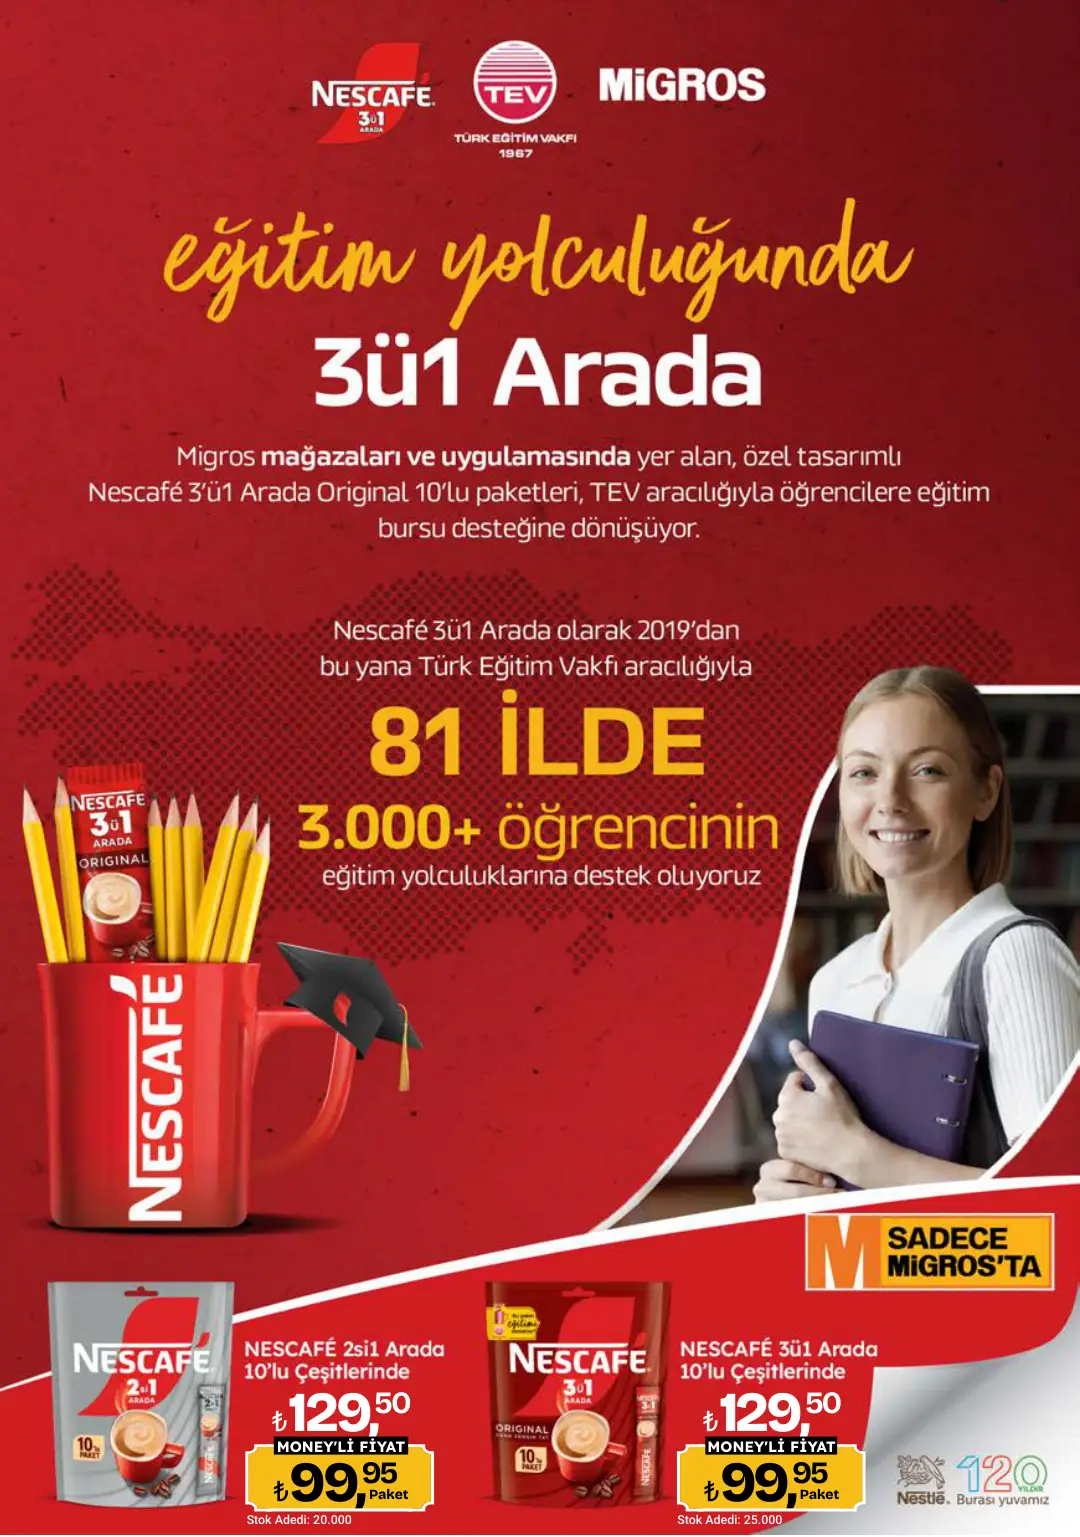 NESCAFÉ
3ü1
ARADA
TEV
TÜRK EĞİTİM VAKFI
1967
MiGROS
eğitim yolculuğunda
3ü1 Arada
Migros mağazaları ve uygulamasında yer alan, özel tasarımlı
Nescafé 3'ü1 Arada Original 10'lu paketleri, TEV aracılığıyla öğrencilere eğitim
bursu desteğine dönüşüyor.
Nescafé 3ü1 Arada olarak 2019'dan
bu yana Türk Eğitim Vakfı aracılığıyla
81 İLDE
3.000+ öğrencinin
eğitim yolculuklarına destek oluyoruz
NESCAFÉ
3ü1
ARADA
ORIGINAL
NESCAFÉ
M SADECE
MiGROS'TA
NESCAFÉ
2si1
ARADA
10'lu
PAKET
NESCAFÉ 2si1 Arada
10'lu Çeşitlerinde
₺129,50
MONEY'Lİ FİYAT
₺99,95
Paket
Stok Adedi: 20.000
NESCAFÉ
3ü1
ARADA
ORIGINAL
10'lu
PAKET
NESCAFÉ
NESCAFÉ 3ü1 Arada
10'lu Çeşitlerinde
₺129,50
MONEY'Lİ FİYAT
₺99,95
Paket
Stok Adedi: 25.000
Nestlé.
120
YILDIR
Burası yuvamız